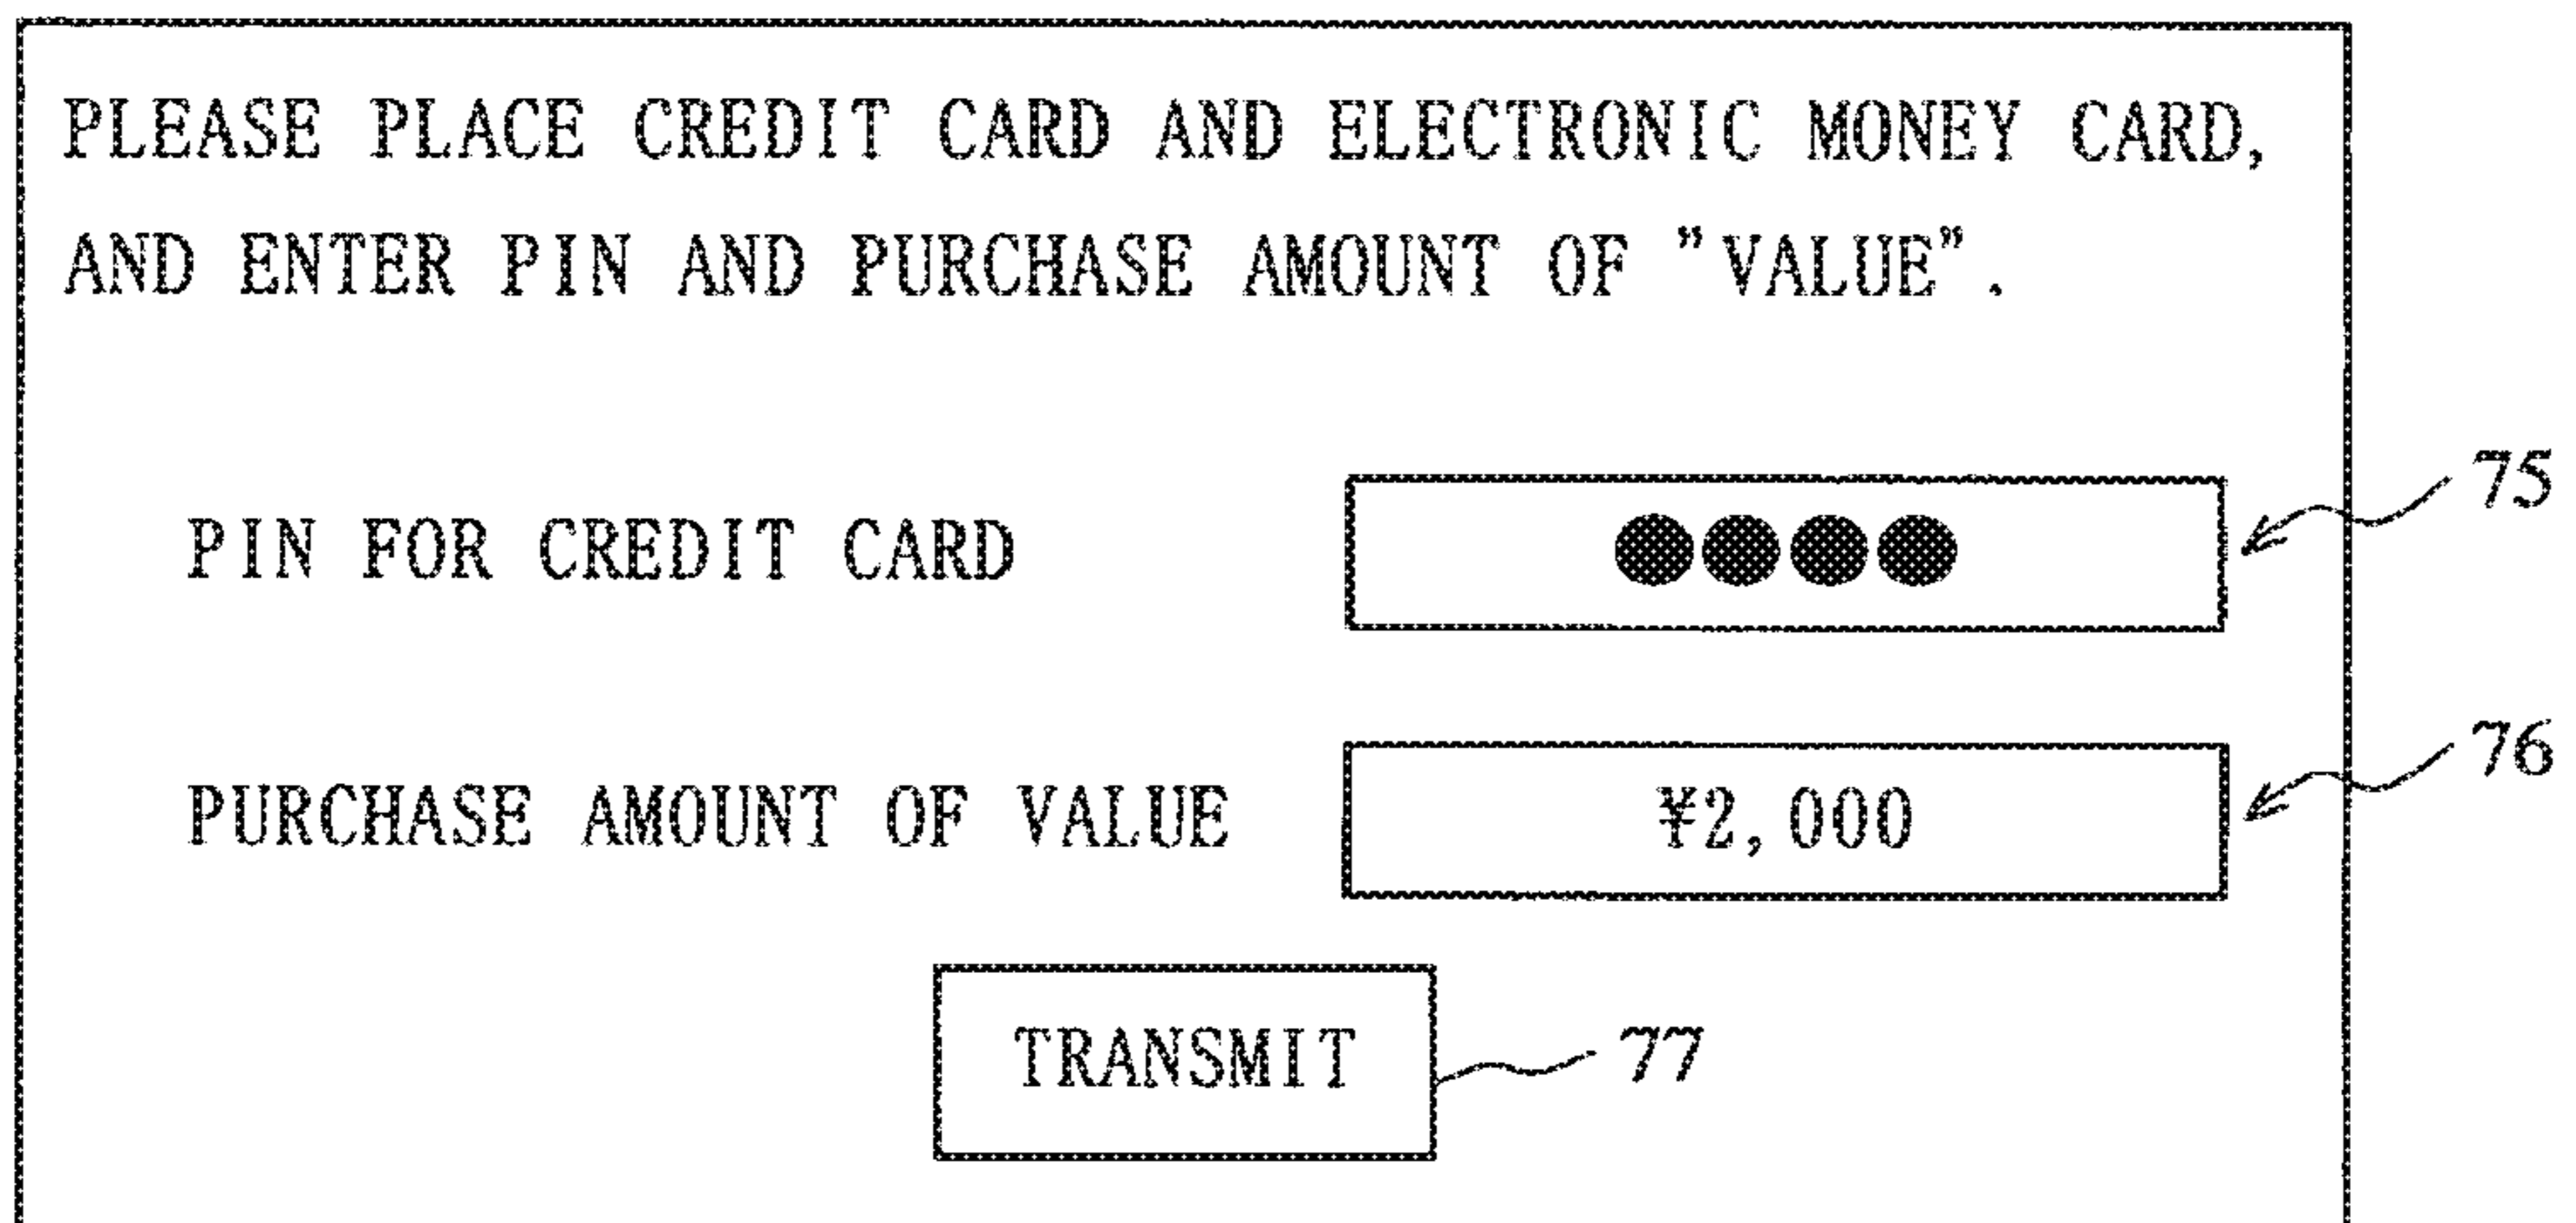 PLEASE PLACE CREDIT CARD AND ELECTRONIC MONEY CARD,
AND ENTER PIN AND PURCHASE AMOUNT OF ”VALUE”.
PIN FOR CREDIT CARD ●●●● 75
PURCHASE AMOUNT OF VALUE ¥2,000 76
TRANSMIT 77